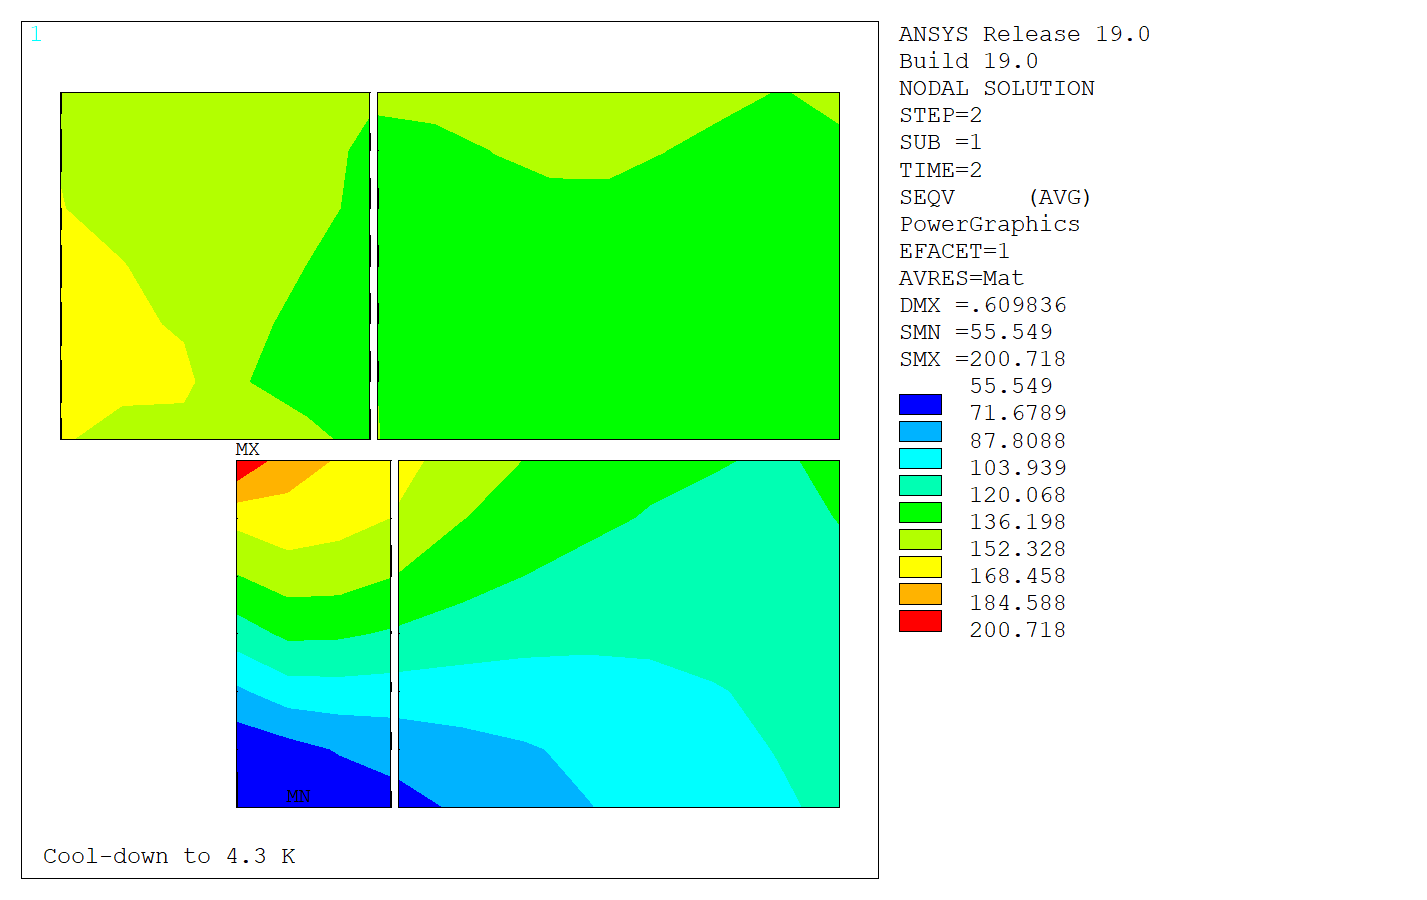 1
ANSYS Release 19.0
Build 19.0
NODAL SOLUTION
STEP=2
SUB =1
TIME=2
SEQV     (AVG)
PowerGraphics
EFACET=1
AVRES=Mat
DMX =.609836
SMN =55.549
SMX =200.718
55.549
71.6789
87.8088
103.939
120.068
136.198
152.328
168.458
184.588
200.718
MX
MN
Cool-down to 4.3 K